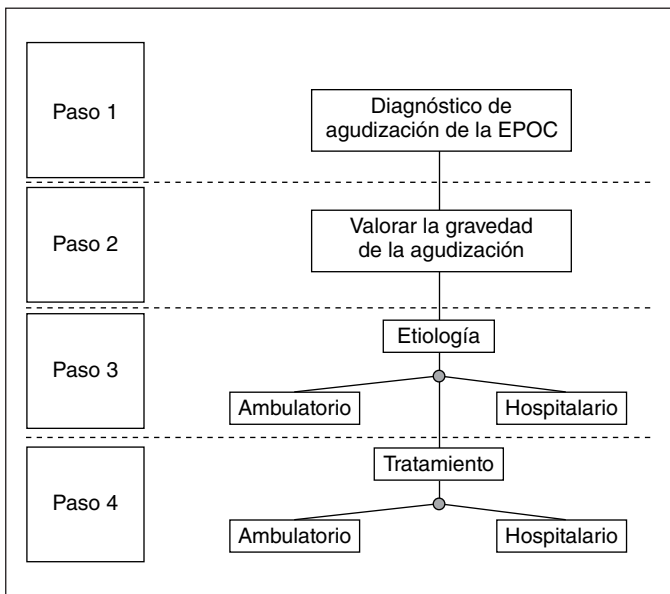 Paso 1
Diagnóstico de
agudización de la EPOC
Paso 2
Valorar la gravedad
de la agudización
Paso 3
Etiología
Ambulatorio
Hospitalario
Paso 4
Tratamiento
Ambulatorio
Hospitalario